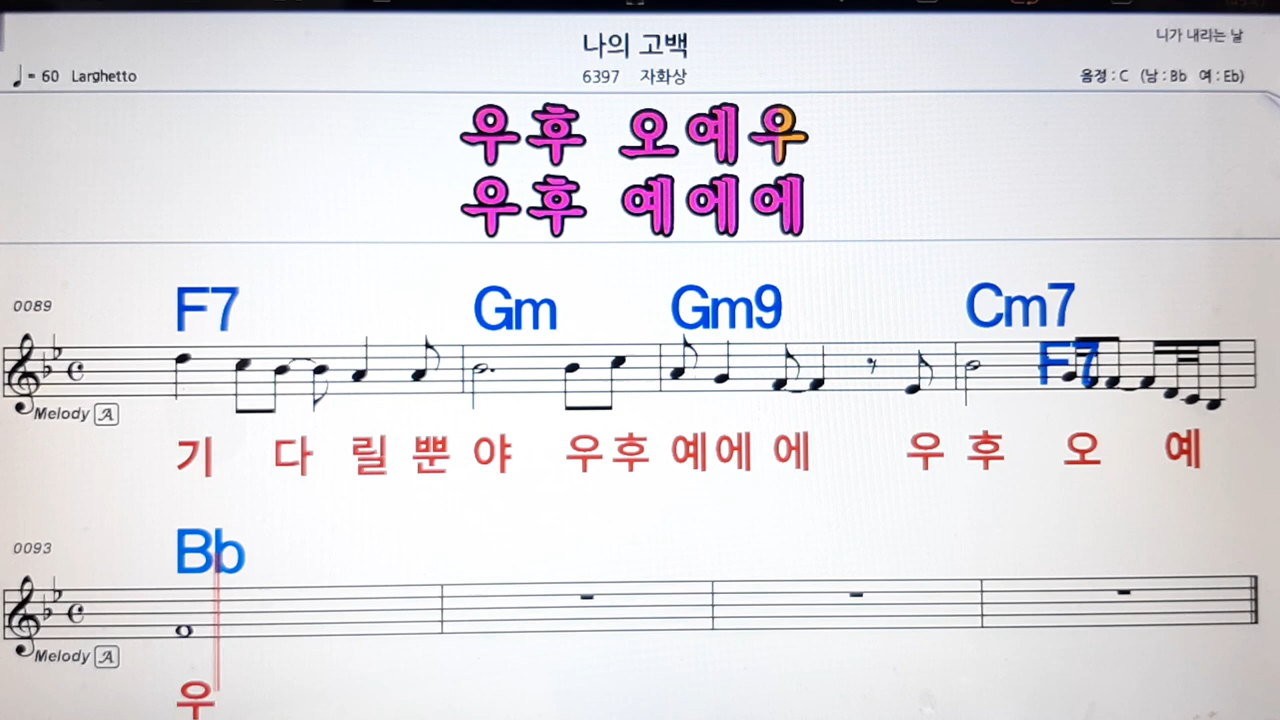 나의 고백
니가 내리는 날
♩= 60 Larghetto
6397 자화상
음정 : C (남 : Bb 여 : Eb)
우후 오예우
우후 예에에
0089
F7 Gm Gm9 Cm7 F7
Melody A
기 다 릴 뿐 야 우후 예에 에 우 후 오 예
0093
Bb
Melody A
우